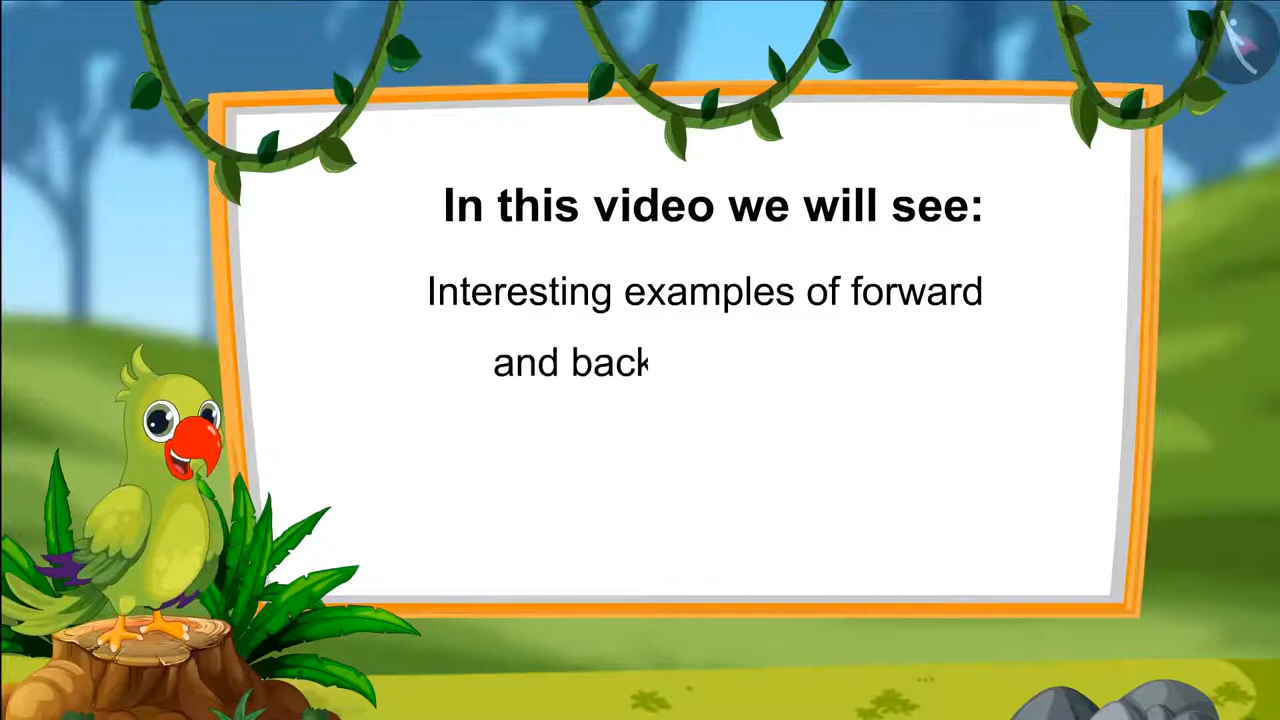 In this video we will see:
Interesting examples of forward
and back